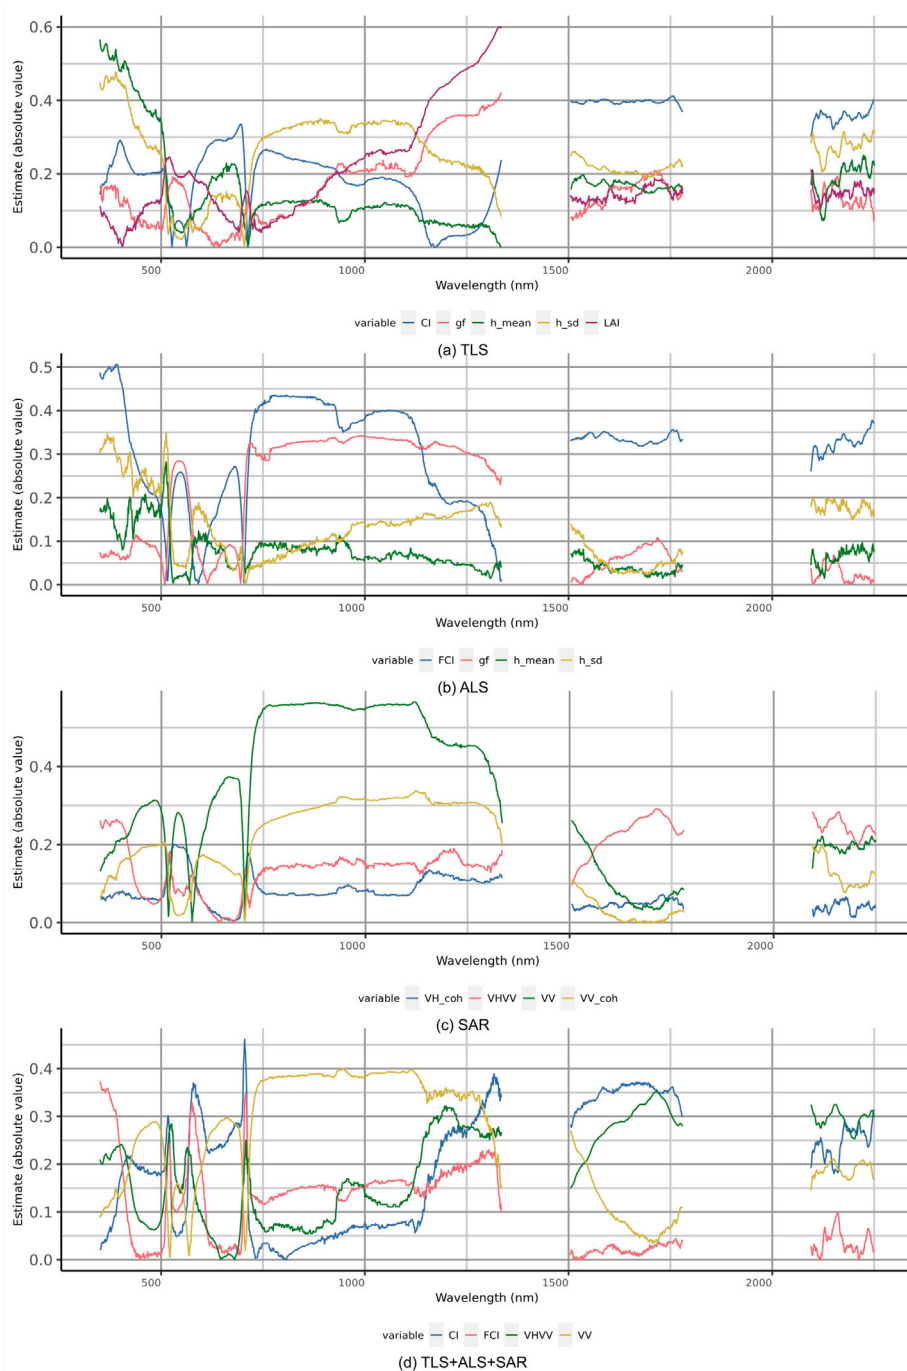 Estimate (absolute value)
0.6
0.4
0.2
0.0
500 1000 1500 2000
Wavelength (nm)
variable CI gf h_mean h_sd LAI
(a) TLS
Estimate (absolute value)
0.5
0.4
0.3
0.2
0.1
0.0
500 1000 1500 2000
Wavelength (nm)
variable FCI gf h_mean h_sd
(b) ALS
Estimate (absolute value)
0.4
0.2
0.0
500 1000 1500 2000
Wavelength (nm)
variable VH_coh VHVV VV VV_coh
(c) SAR
Estimate (absolute value)
0.4
0.3
0.2
0.1
0.0
500 1000 1500 2000
Wavelength (nm)
variable CI FCI VHVV VV
(d) TLS+ALS+SAR